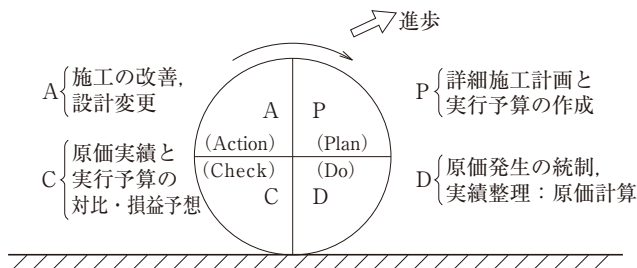 進歩
A 施工の改善,
設計変更
P 詳細施工計画と
実行予算の作成
A P
(Action) (Plan)
(Check) (Do)
C D
C 原価実績と
実行予算の
対比・損益予想
D 原価発生の統制,
実績整理：原価計算